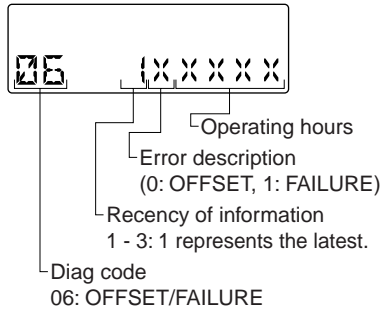 06 1X X X X X
Operating hours
Error description
(0: OFFSET, 1: FAILURE)
Recency of information
1 - 3: 1 represents the latest.
Diag code
06: OFFSET/FAILURE